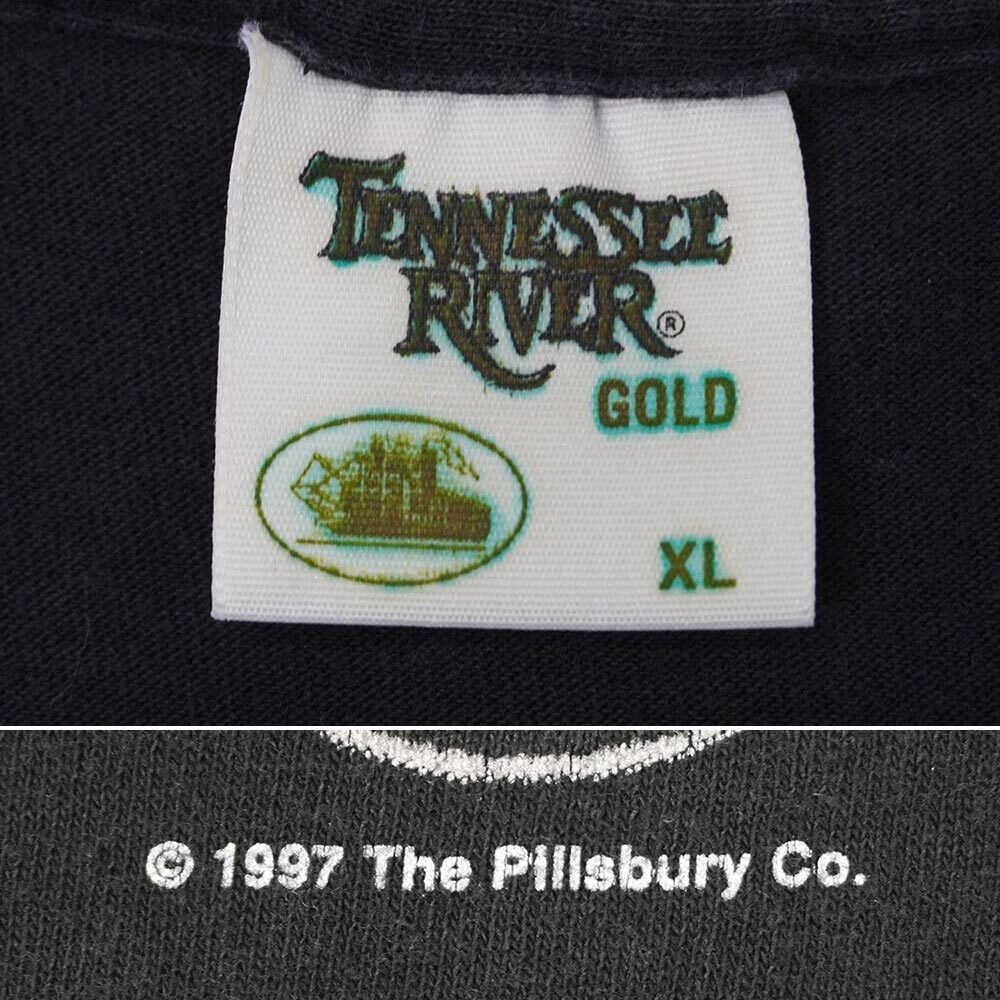 TENNESSEE
RIVER®
GOLD
XL
© 1997 The Pillsbury Co.